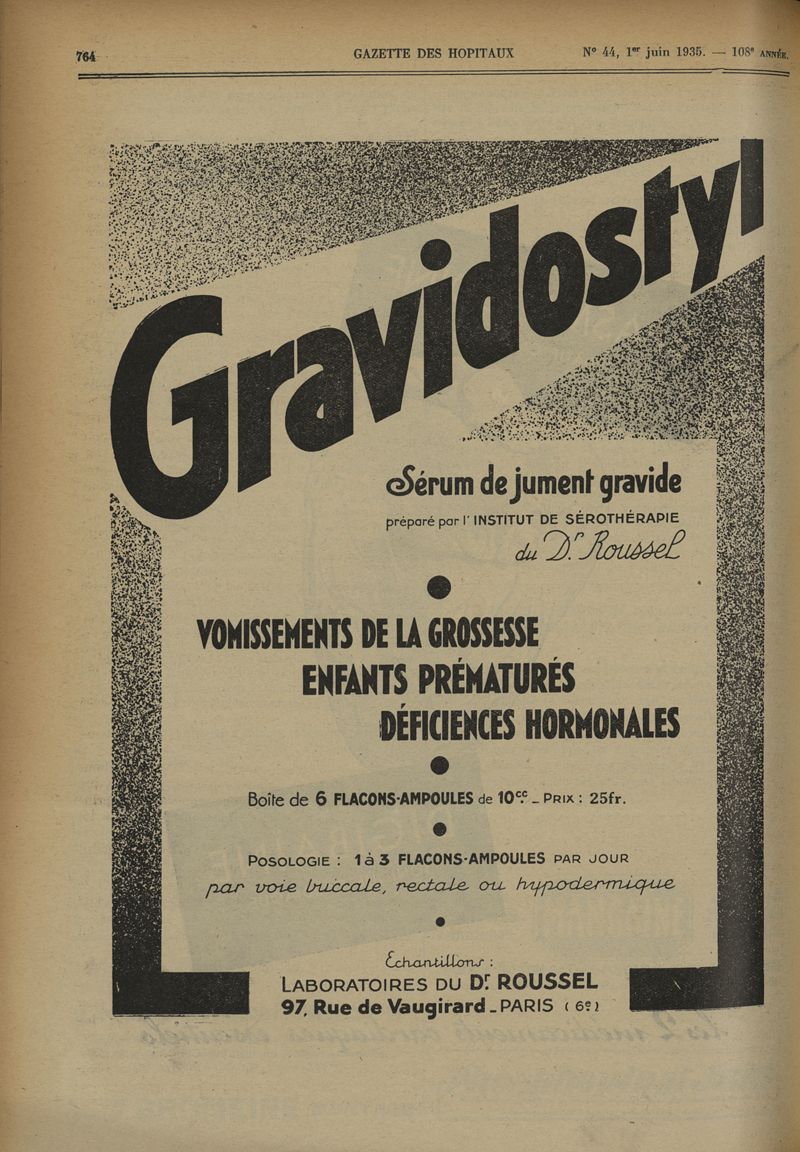 764
GAZETTE DES HOPITAUX
N° 44, 1er juin 1935. — 108e ANNÉE.
Gravidostyl
Sérum de jument gravide
préparé par l'INSTITUT DE SÉROTHÉRAPIE
du Dr. Roussel
VOMISSEMENTS DE LA GROSSESSE
ENFANTS PRÉMATURÉS
DÉFICIENCES HORMONALES
Boîte de 6 FLACONS-AMPOULES de 10cc. _ PRIX : 25fr.
POSOLOGIE : 1 à 3 FLACONS-AMPOULES PAR JOUR
par voie buccale, rectale ou hypodermique
Échantillons :
LABORATOIRES DU Dr. ROUSSEL
97, Rue de Vaugirard _ PARIS (6e)